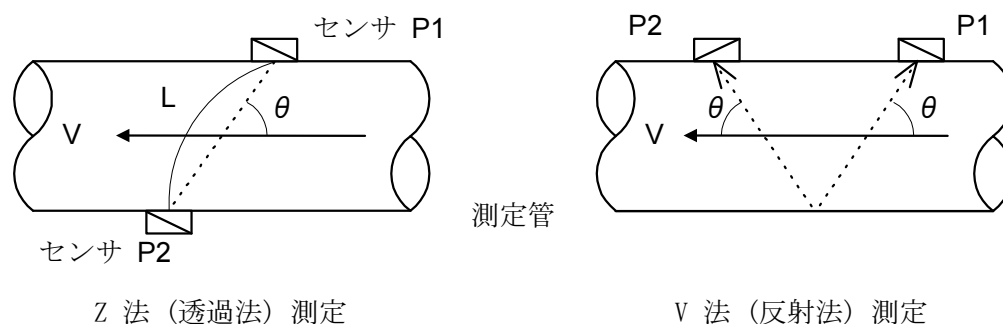 センサ P1
L
θ
V
センサ P2
Z 法 (透過法) 測定
測定管
P2
P1
θ
θ
V
V 法 (反射法) 測定